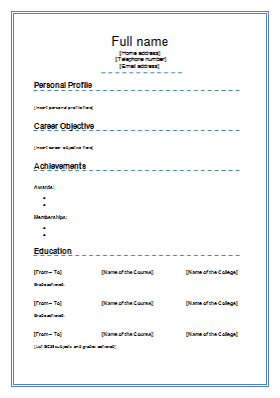 Full name
[Home address]
[Telephone number]
[Email address]
Personal Profile
[Insert personal profile here]
Career Objective
[Insert career objective here]
Achievements
Awards:
Memberships:
Education
[From – To] [Name of the Course] [Name of the College]
Grade achieved:
[From – To] [Name of the Course] [Name of the College]
Grade achieved:
[From – To] [Name of the Course] [Name of the College]
[List GCSE subjects and grades achieved]